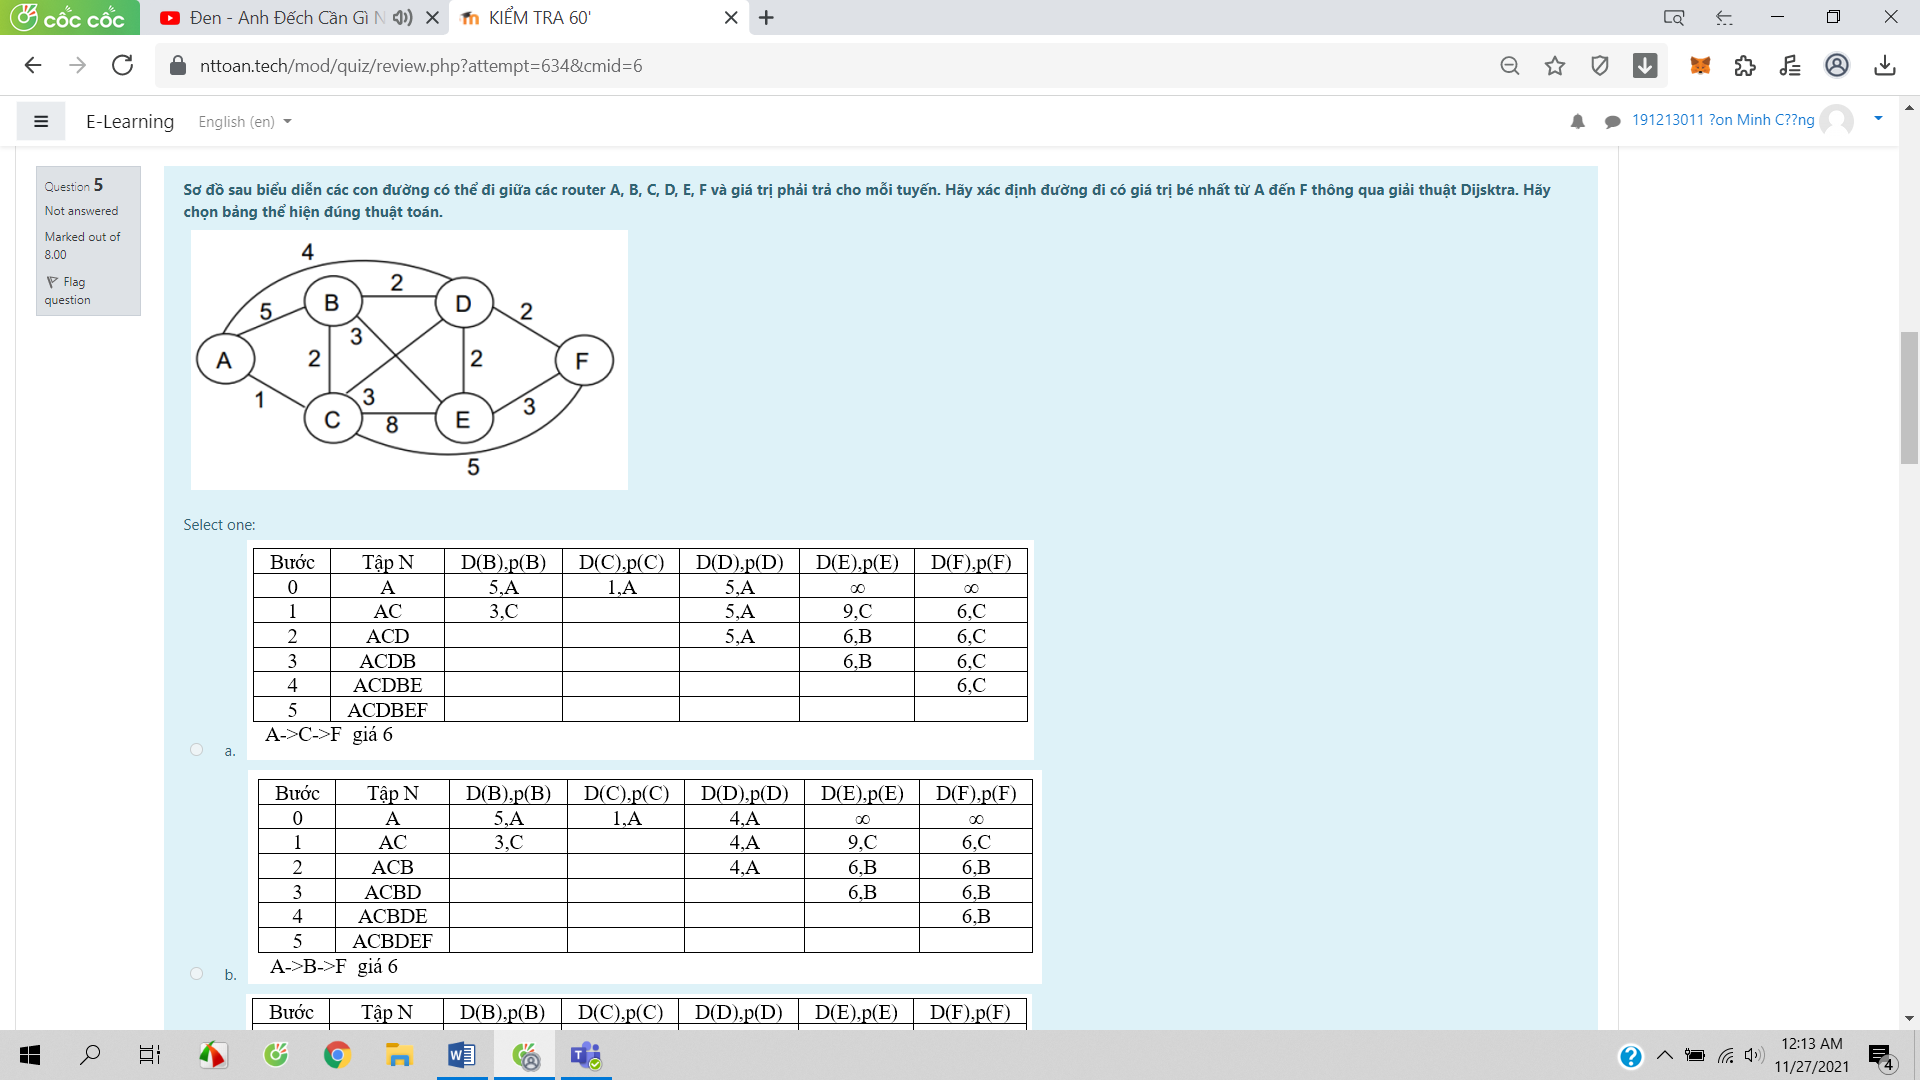 cốc cốc
Đen - Anh Đếch Cần Gì N
KIỂM TRA 60'
nttoan.tech/mod/quiz/review.php?attempt=634&cmid=6
E-Learning
English (en)
191213011 ?on Minh C??ng
Question 5
Not answered
Marked out of
8.00
Flag
question
Sơ đồ sau biểu diễn các con đường có thể đi giữa các router A, B, C, D, E, F và giá trị phải trả cho mỗi tuyến. Hãy xác định đường đi có giá trị bé nhất từ A đến F thông qua giải thuật Dijsktra. Hãy
chọn bảng thể hiện đúng thuật toán.
4
2
5 B D 2
3
A 2 2 F
1 3 3
C 8 E
5
Select one:
Bước Tập N D(B),p(B) D(C),p(C) D(D),p(D) D(E),p(E) D(F),p(F)
0 A 5,A 1,A 5,A ∞ ∞
1 AC 3,C 5,A 9,C 6,C
2 ACD 5,A 6,B 6,C
3 ACDB 6,B 6,C
4 ACDBE 6,C
5 ACDBEF
A->C->F giá 6
a.
Bước Tập N D(B),p(B) D(C),p(C) D(D),p(D) D(E),p(E) D(F),p(F)
0 A 5,A 1,A 4,A ∞ ∞
1 AC 3,C 4,A 9,C 6,C
2 ACB 4,A 6,B 6,B
3 ACBD 6,B 6,B
4 ACBDE 6,B
5 ACBDEF
A->B->F giá 6
b.
Bước Tập N D(B),p(B) D(C),p(C) D(D),p(D) D(E),p(E) D(F),p(F)
12:13 AM
11/27/2021
4